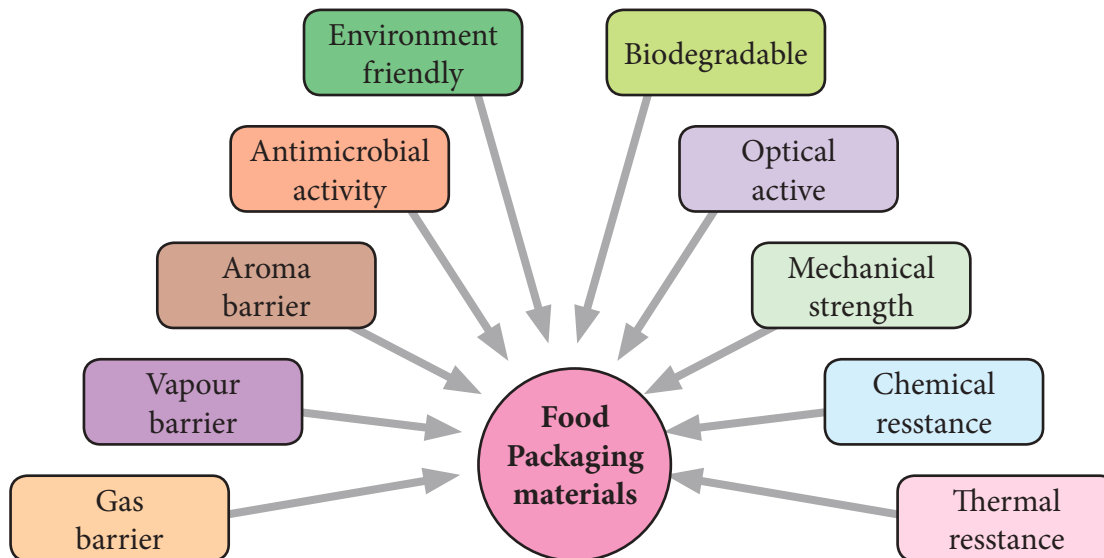 Environment
friendly
Biodegradable
Antimicrobial
activity
Optical
active
Aroma
barrier
Mechanical
strength
Vapour
barrier
Chemical
resstance
Food
Packaging
materials
Gas
barrier
Thermal
resstance